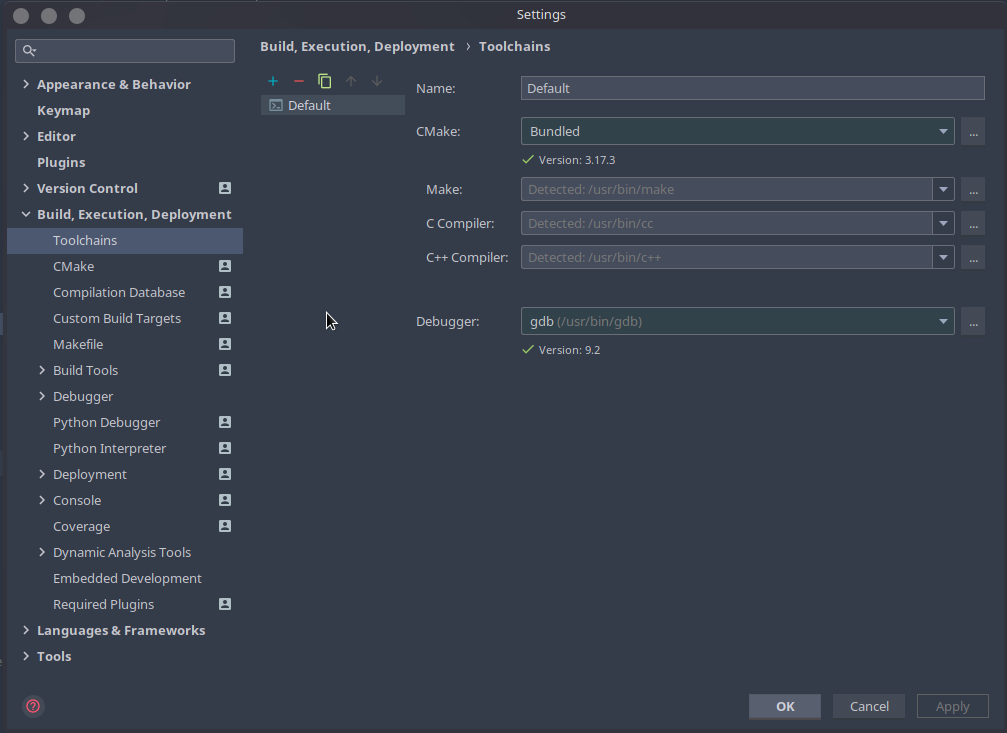 Settings
Build, Execution, Deployment › Toolchains
Appearance & Behavior
Keymap
Editor
Plugins
Version Control
Build, Execution, Deployment
Toolchains
CMake
Compilation Database
Custom Build Targets
Makefile
Build Tools
Debugger
Python Debugger
Python Interpreter
Deployment
Console
Coverage
Dynamic Analysis Tools
Embedded Development
Required Plugins
Languages & Frameworks
Tools
Default
Name: Default
CMake: Bundled ...
Version: 3.17.3
Make: Detected: /usr/bin/make ...
C Compiler: Detected: /usr/bin/cc ...
C++ Compiler: Detected: /usr/bin/c++ ...
Debugger: gdb (/usr/bin/gdb) ...
Version: 9.2
? OK Cancel Apply